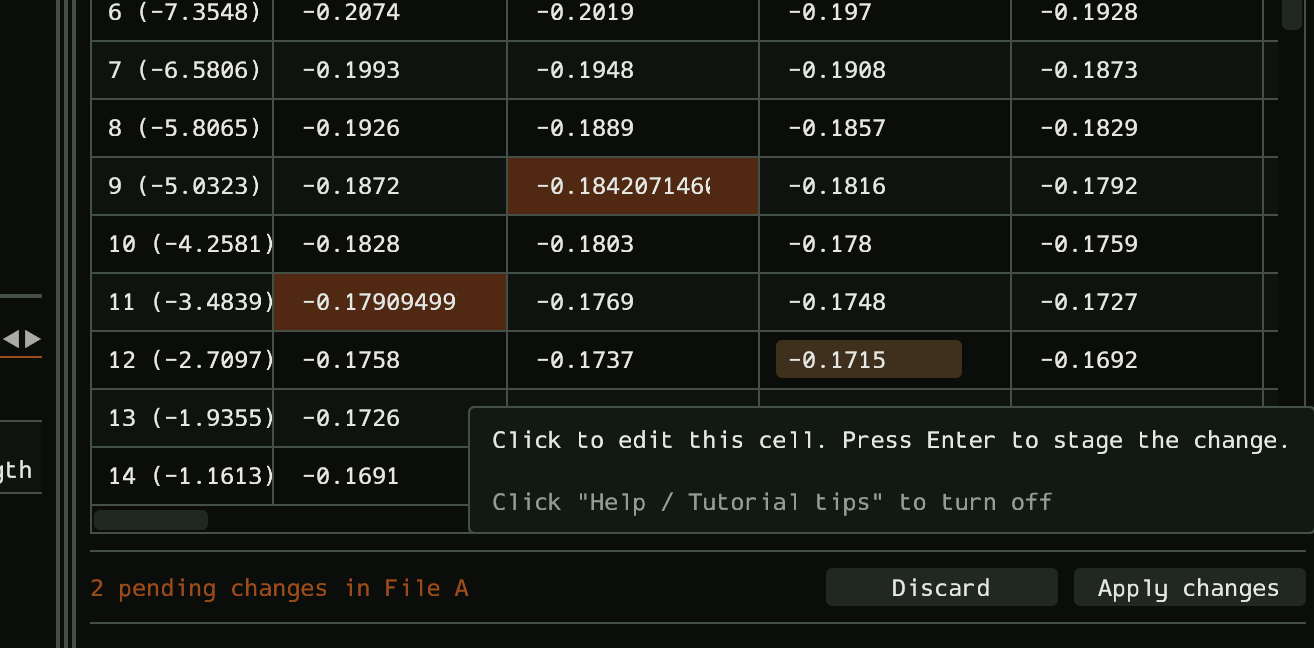 6 (-7.3548) -0.2074 -0.2019 -0.197 -0.1928
7 (-6.5806) -0.1993 -0.1948 -0.1908 -0.1873
8 (-5.8065) -0.1926 -0.1889 -0.1857 -0.1829
9 (-5.0323) -0.1872 -0.184207146 -0.1816 -0.1792
10 (-4.2581) -0.1828 -0.1803 -0.178 -0.1759
11 (-3.4839) -0.17909499 -0.1769 -0.1748 -0.1727
12 (-2.7097) -0.1758 -0.1737 -0.1715 -0.1692
13 (-1.9355) -0.1726
Click to edit this cell. Press Enter to stage the change.
gth
14 (-1.1613) -0.1691
Click "Help / Tutorial tips" to turn off
2 pending changes in File A
Discard
Apply changes